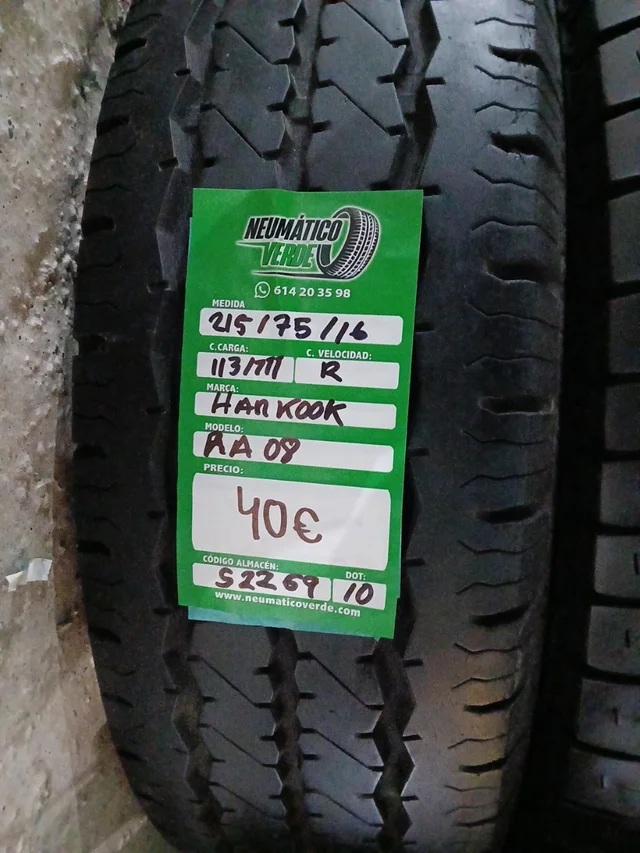 NEUMÁTICO
VERDE
614 20 35 98
MEDIDA
215/75/16
C.CARGA: C. VELOCIDAD:
113/111 R
MARCA:
HANKOOK
MODELO:
RA 08
PRECIO:
40€
CÓDIGO ALMACÉN: DOT:
S2269 10
www.neumaticoverde.com